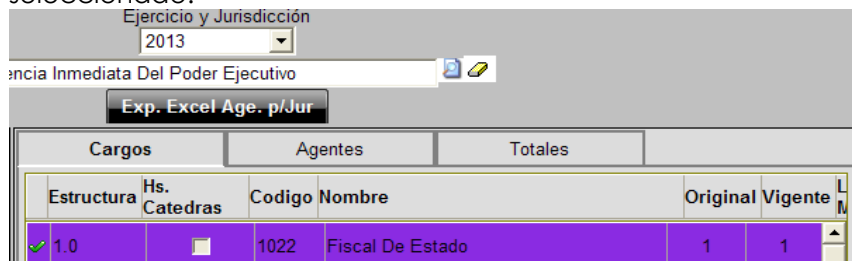 seleccionado.
Ejercicio y Jurisdicción
2013
encia Inmediata Del Poder Ejecutivo
Exp. Excel Age. p/Jur
Cargos Agentes Totales
Estructura Hs. Catedras Codigo Nombre Original Vigente
1.0 1022 Fiscal De Estado 1 1